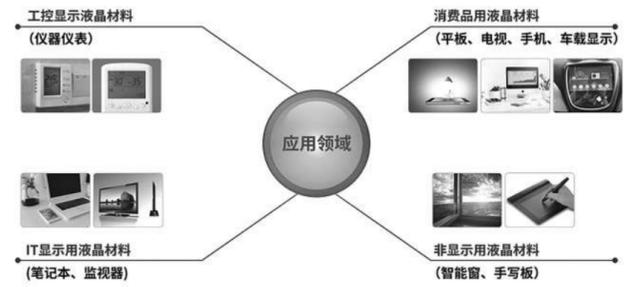 工控显示液晶材料
（仪器仪表）
消费品用液晶材料
（平板、电视、手机、车载显示）
应用领域
IT显示用液晶材料
(笔记本、监视器)
非显示用液晶材料
（智能窗、手写板）